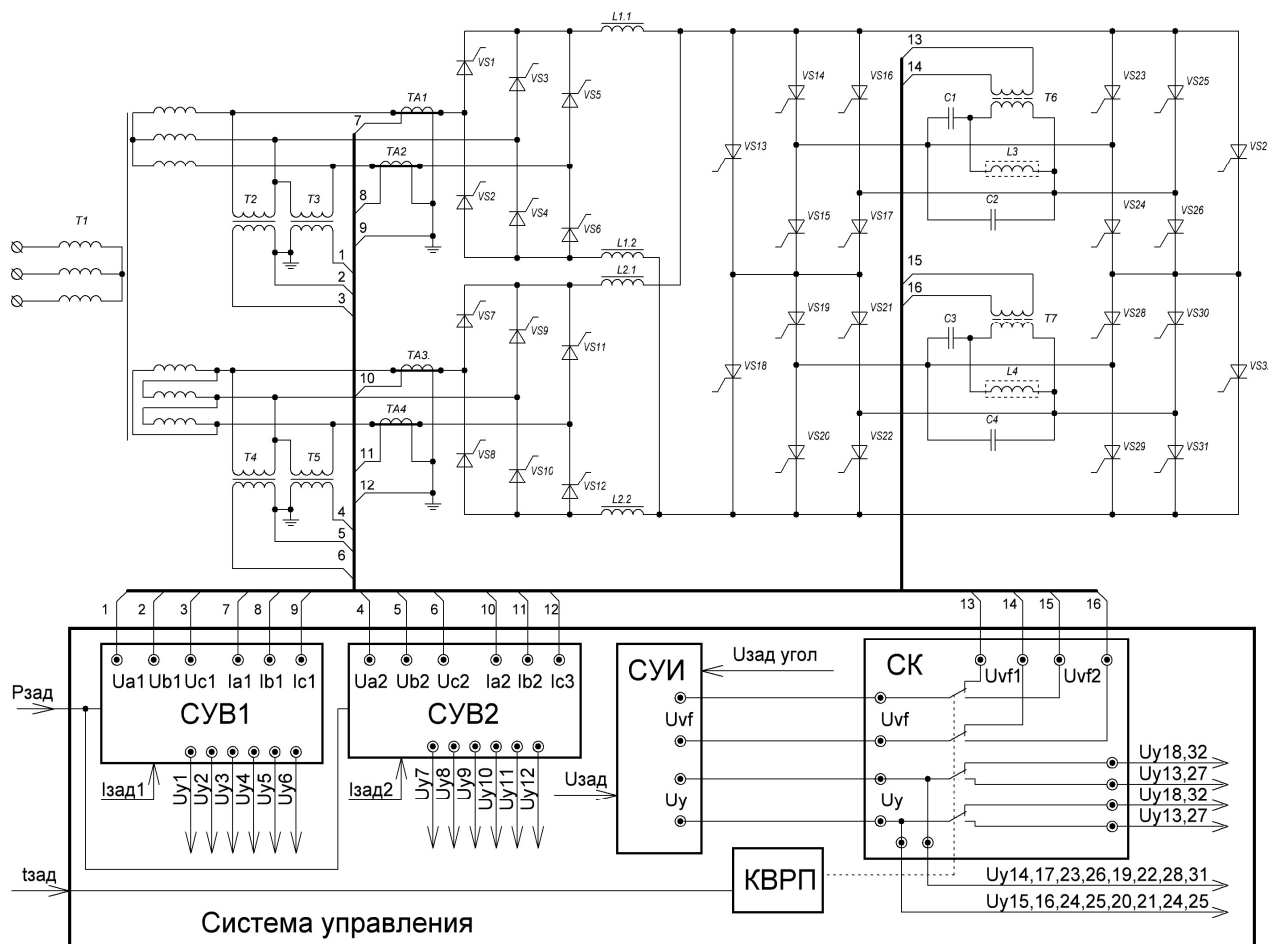 L1.1
VS1
VS3
VS5
TA1
7
13
14
VS14
VS16
VS23
VS25
C1
T6
TA2
VS13
L3
VS2
8
VS2
VS4
VS6
9
T1
T2
T3
C2
VS15
VS17
VS24
VS26
1
2
3
L1.2
L2.1
15
16
VS7
VS9
VS11
VS19
VS21
C3
T7
VS28
VS30
TA3.
10
VS18
L4
VS3
TA4
C4
11
VS8
VS10
VS12
VS20
VS22
VS29
VS31
T4
T5
12
L2.2
4
5
6
1
2
3
7
8
9
4
5
6
10
11
12
13
14
15
16
Ua1
Ub1
Uc1
Ia1
Ib1
Ic1
СУВ1
Ua2
Ub2
Uc2
Ia2
Ib2
Ic3
СУВ2
СУИ
Uзад угол
СК
Uvf1
Uvf2
Uvf
Uvf
Pзад
Iзад1
Uy1
Uy2
Uy3
Uy4
Uy5
Uy6
Iзад2
Uy7
Uy8
Uy9
Uy10
Uy11
Uy12
Uзад
Uy
Uy
Uy18,32
Uy13,27
Uy18,32
Uy13,27
tзад
КВРП
Uy14,17,23,26,19,22,28,31
Uy15,16,24,25,20,21,24,25
Система управления